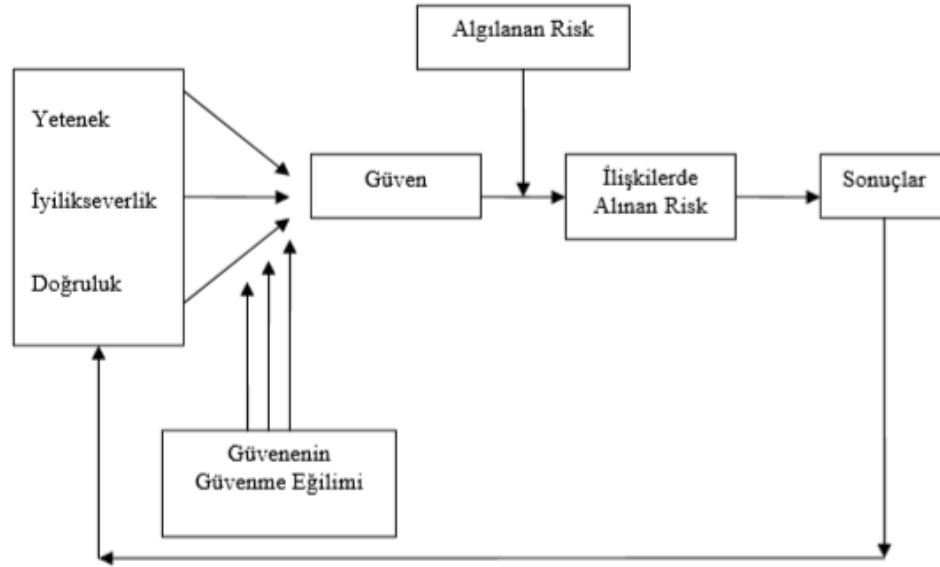 Algılanan Risk
Yetenek
İyilikseverlik
Doğruluk
Güven
İlişkilerde
Alınan Risk
Sonuçlar
Güvenenin
Güvenme Eğilimi